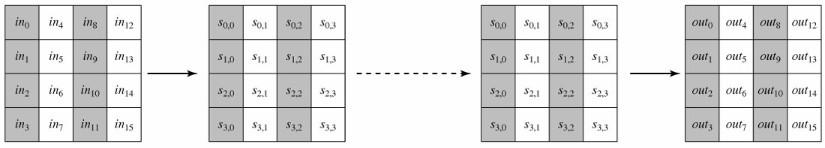 in₀ in₄ in₈ in₁₂ s₀,₀ s₀,₁ s₀,₂ s₀,₃ s₀,₀ s₀,₁ s₀,₂ s₀,₃ out₀ out₄ out₈ out₁₂
in₁ in₅ in₉ in₁₃ s₁,₀ s₁,₁ s₁,₂ s₁,₃ s₁,₀ s₁,₁ s₁,₂ s₁,₃ out₁ out₅ out₉ out₁₃
in₂ in₆ in₁₀ in₁₄ s₂,₀ s₂,₁ s₂,₂ s₂,₃ s₂,₀ s₂,₁ s₂,₂ s₂,₃ out₂ out₆ out₁₀ out₁₄
in₃ in₇ in₁₁ in₁₅ s₃,₀ s₃,₁ s₃,₂ s₃,₃ s₃,₀ s₃,₁ s₃,₂ s₃,₃ out₃ out₇ out₁₁ out₁₅